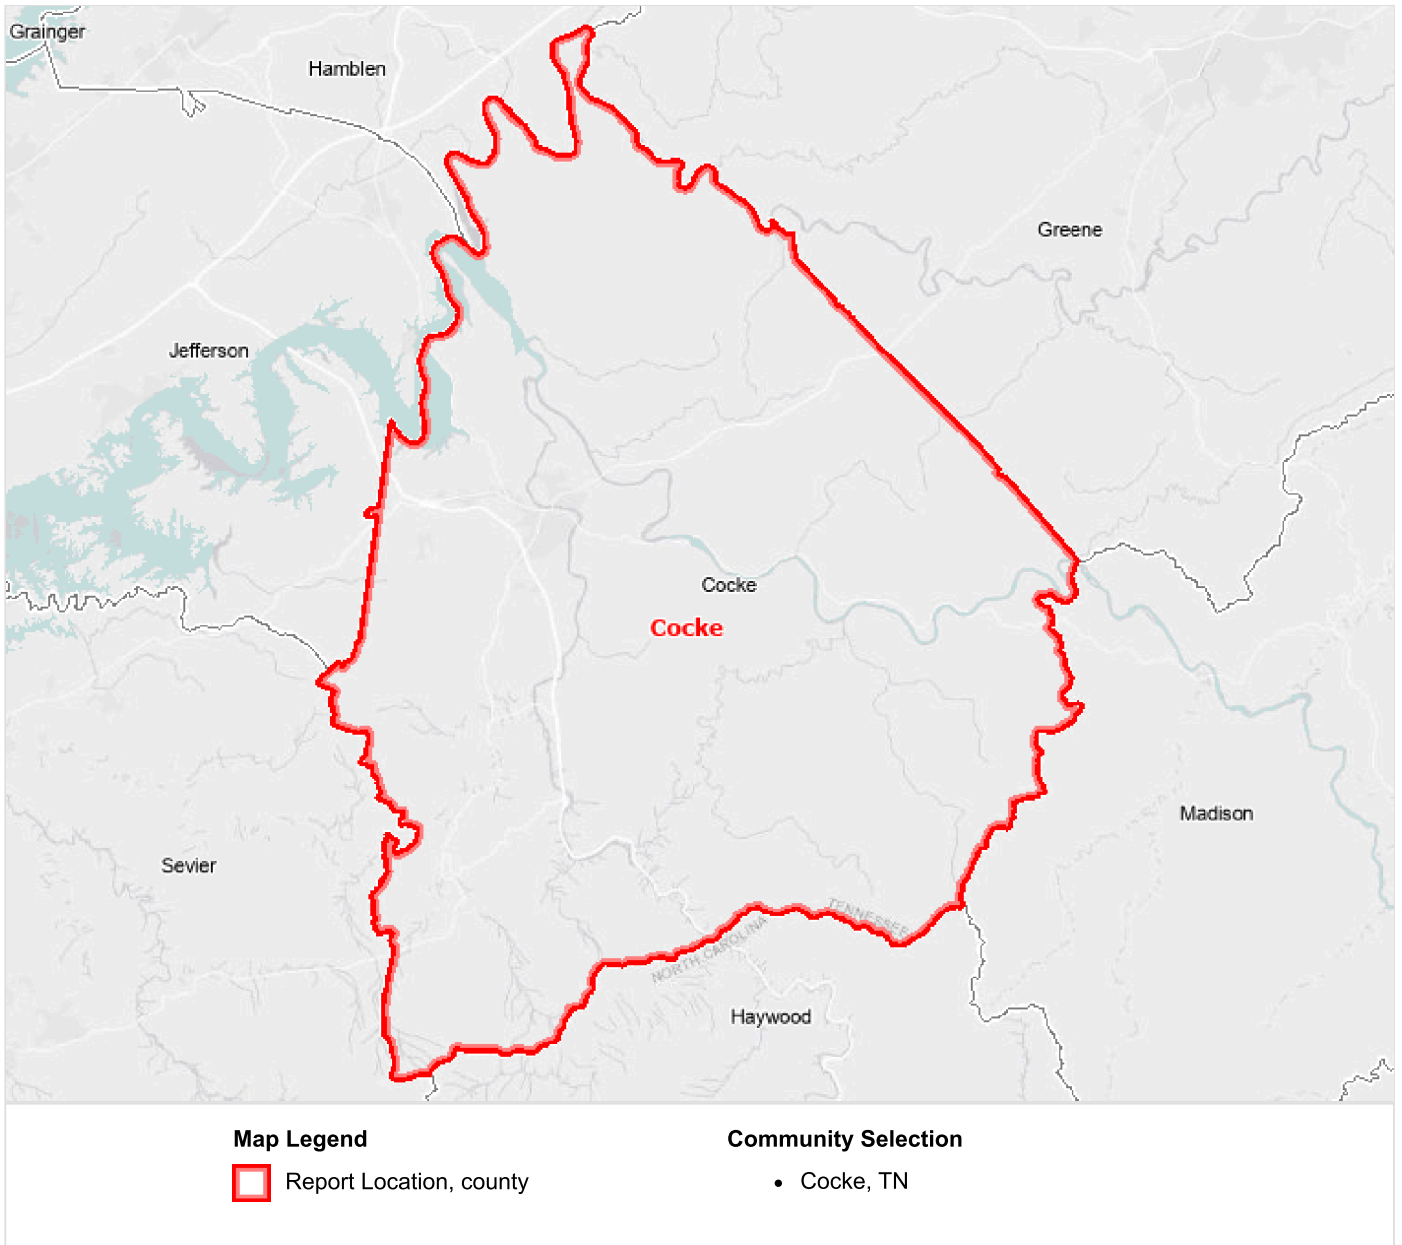 Grainger
Hamblen
Greene
Jefferson
Cocke
Cocke
Madison
Sevier
TENNESSEE
NORTH CAROLINA
Haywood
Map Legend
Report Location, county
Community Selection
• Cocke, TN